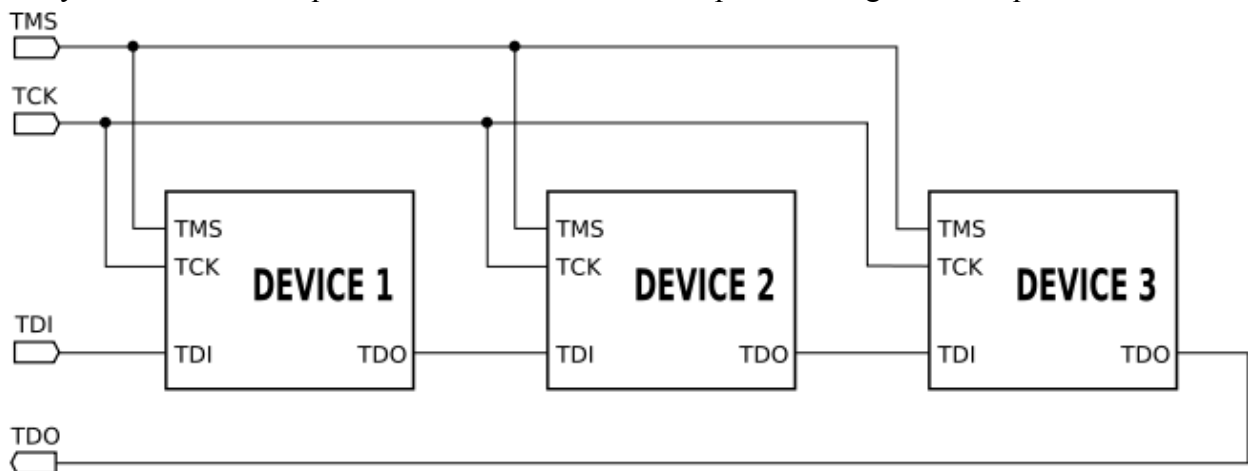 TMS
TCK
TMS TMS TMS
TCK TCK TCK
DEVICE 1 DEVICE 2 DEVICE 3
TDI
TDI TDO TDI TDO TDI TDO
TDO